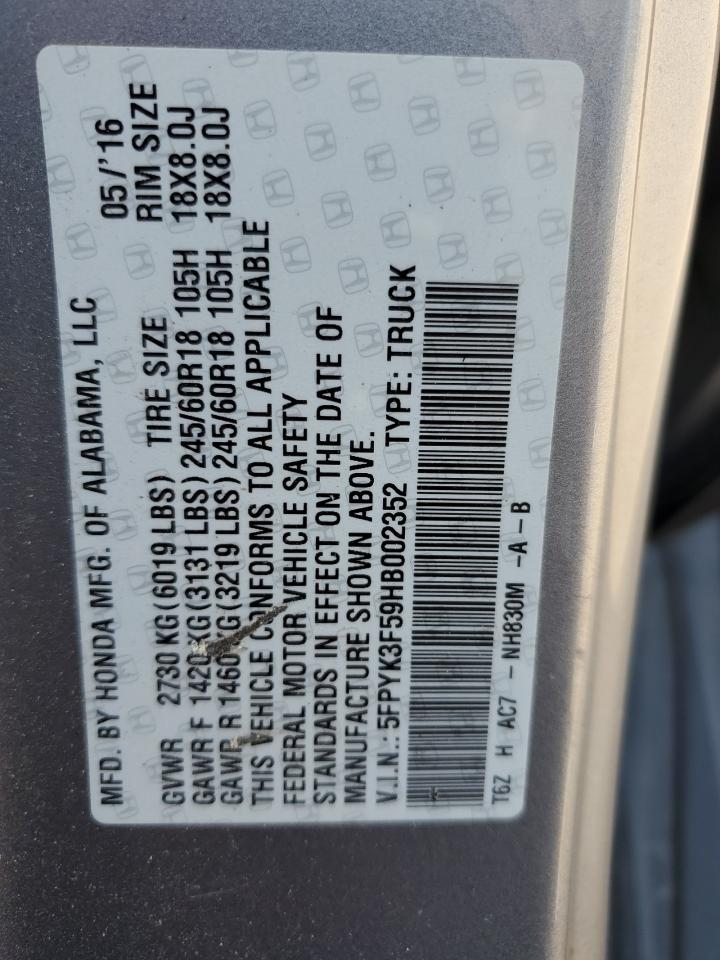 MFD. BY HONDA MFG. OF ALABAMA, LLC 05/'16
GVWR 2730 KG (6019 LBS) TIRE SIZE RIM SIZE
GAWR F 1420 KG (3131 LBS) 245/60R18 105H 18X8.0J
GAWR R 1460 KG (3219 LBS) 245/60R18 105H 18X8.0J
THIS VEHICLE CONFORMS TO ALL APPLICABLE
FEDERAL MOTOR VEHICLE SAFETY
STANDARDS IN EFFECT ON THE DATE OF
MANUFACTURE SHOWN ABOVE.
V.I.N.: 5FPYK3F59HB002352 TYPE: TRUCK
T6Z H AC7 - NH830M -A-B